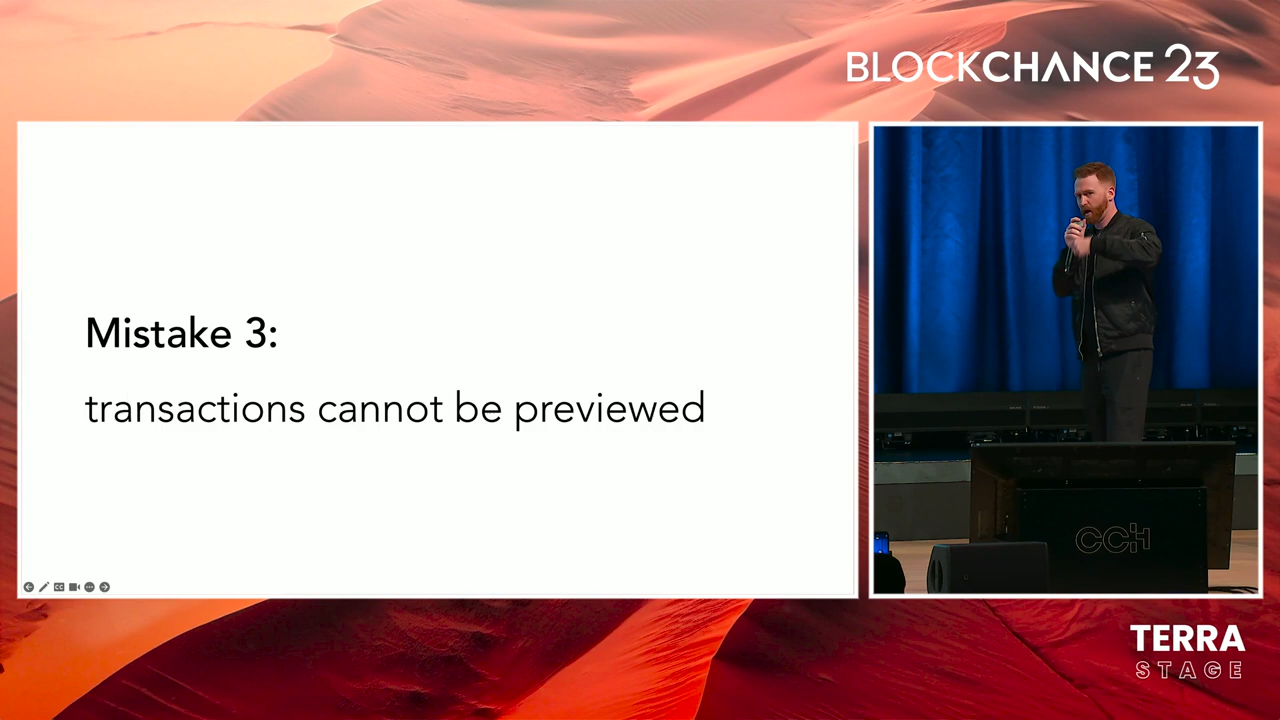 BLOCKCHANCE 23
Mistake 3:
transactions cannot be previewed
CCH
TERRA
STAGE